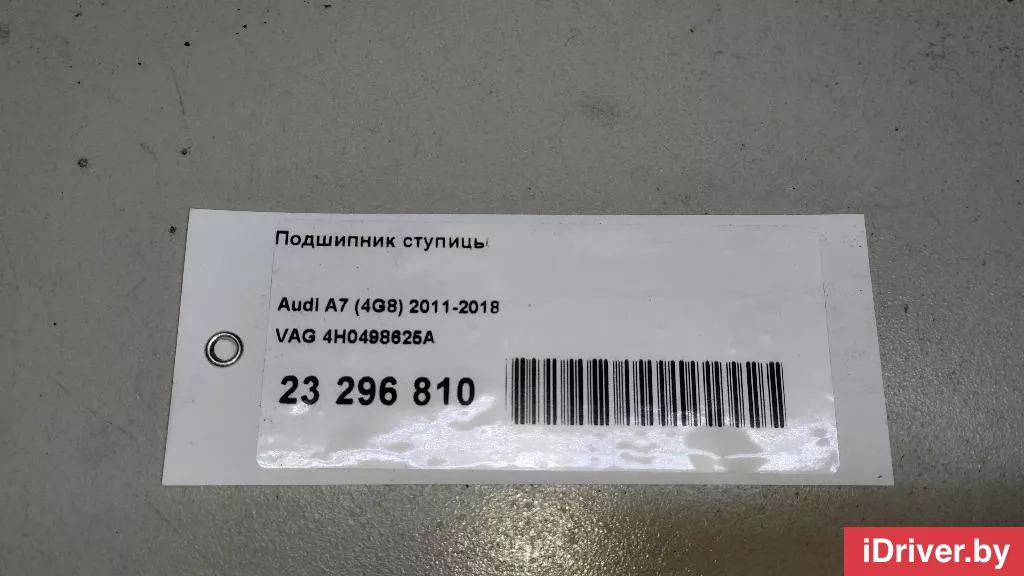 Подшипник ступицы
Audi A7 (4G8) 2011-2018
VAG 4H0498625A
23 296 810
iDriver.by